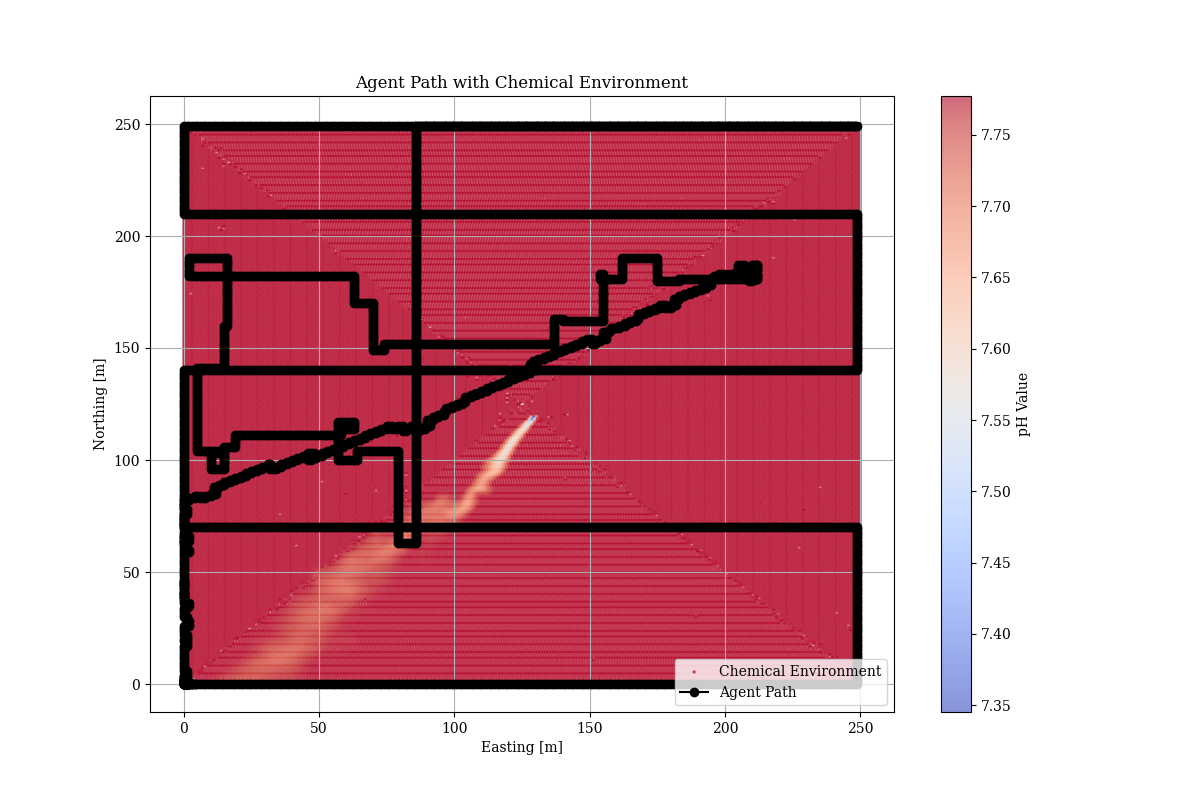 Agent Path with Chemical Environment
250
200
150
100
50
0
Northing [m]
0 50 100 150 200 250
Easting [m]
Chemical Environment
Agent Path
7.75
7.70
7.65
7.60
7.55
7.50
7.45
7.40
7.35
pH Value